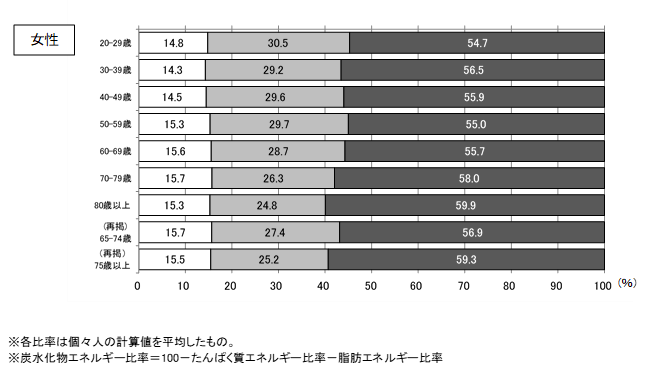 女性
20-29歳 14.8 30.5 54.7
30-39歳 14.3 29.2 56.5
40-49歳 14.5 29.6 55.9
50-59歳 15.3 29.7 55.0
60-69歳 15.6 28.7 55.7
70-79歳 15.7 26.3 58.0
80歳以上 15.3 24.8 59.9
(再掲)
65-74歳 15.7 27.4 56.9
(再掲)
75歳以上 15.5 25.2 59.3
0 10 20 30 40 50 60 70 80 90 100 (%)
※各比率は個々人の計算値を平均したもの。
※炭水化物エネルギー比率＝100－たんぱく質エネルギー比率－脂肪エネルギー比率